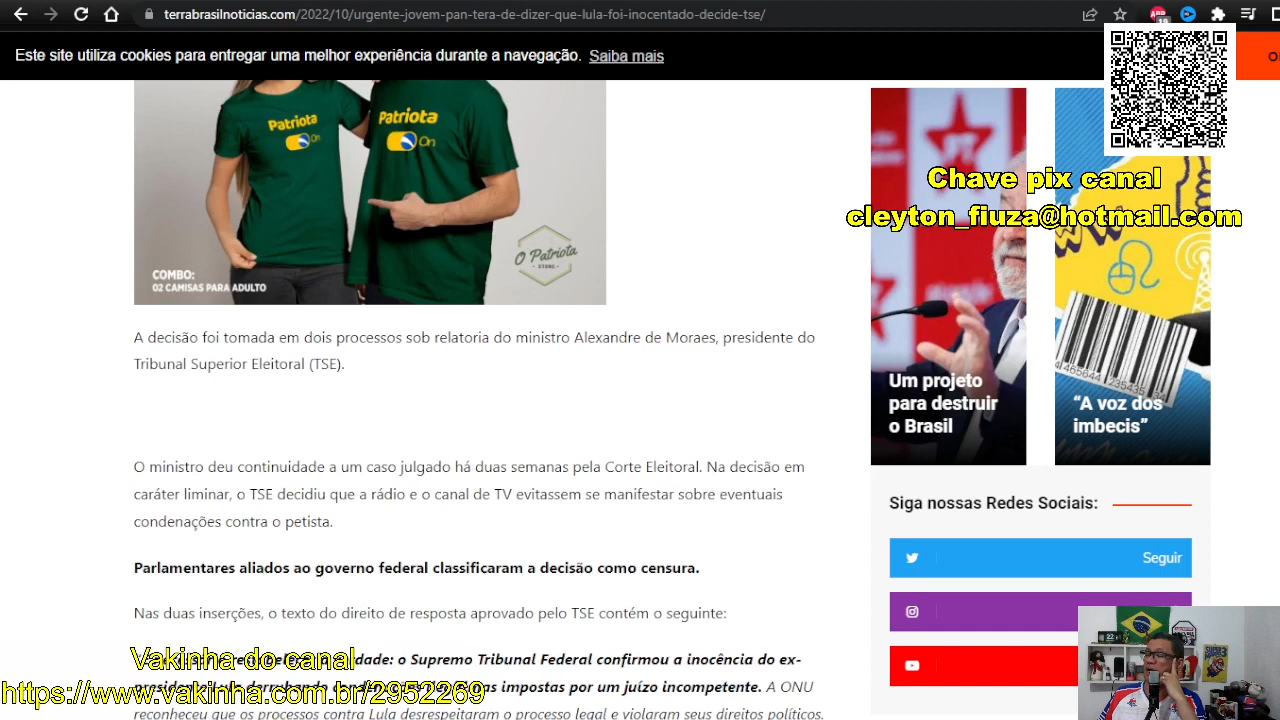 terrabrasilnoticias.com/2022/10/urgente-jovem-pan-tera-de-dizer-que-lula-foi-inocentado-decide-tse/
ABP
19
Este site utiliza cookies para entregar uma melhor experiência durante a navegação. Saiba mais
Patriota
On
Patriota
On
O Patriota
STORE
COMBO:
02 CAMISAS PARA ADULTO
Chave pix canal
cleyton_fiuza@hotmail.com
Um projeto
para destruir
o Brasil
“A voz dos
imbecis”
A decisão foi tomada em dois processos sob relatoria do ministro Alexandre de Moraes, presidente do
Tribunal Superior Eleitoral (TSE).
O ministro deu continuidade a um caso julgado há duas semanas pela Corte Eleitoral. Na decisão em
caráter liminar, o TSE decidiu que a rádio e o canal de TV evitassem se manifestar sobre eventuais
condenações contra o petista.
Parlamentares aliados ao governo federal classificaram a decisão como censura.
Nas duas inserções, o texto do direito de resposta aprovado pelo TSE contém o seguinte:
Siga nossas Redes Sociais:
Seguir
Vakinha do canal
o Supremo Tribunal Federal confirmou a inocência do ex-
https://www.vakinha.com.br/2952269
impostas por um juízo incompetente. A ONU
reconheceu que os processos contra Lula desrespeitaram o processo legal e violaram seus direitos políticos.